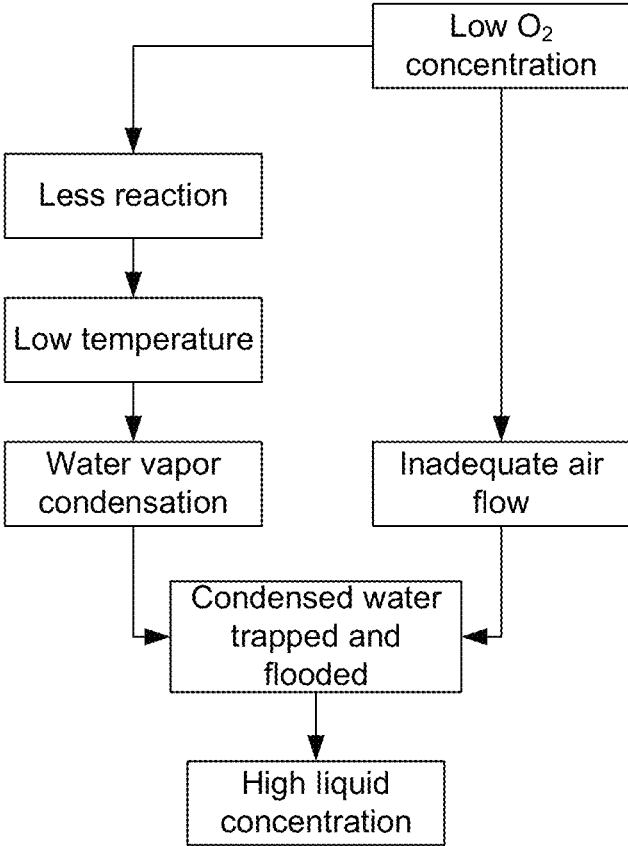 Low O₂
concentration
Less reaction
Low temperature
Water vapor
condensation
Inadequate air
flow
Condensed water
trapped and
flooded
High liquid
concentration